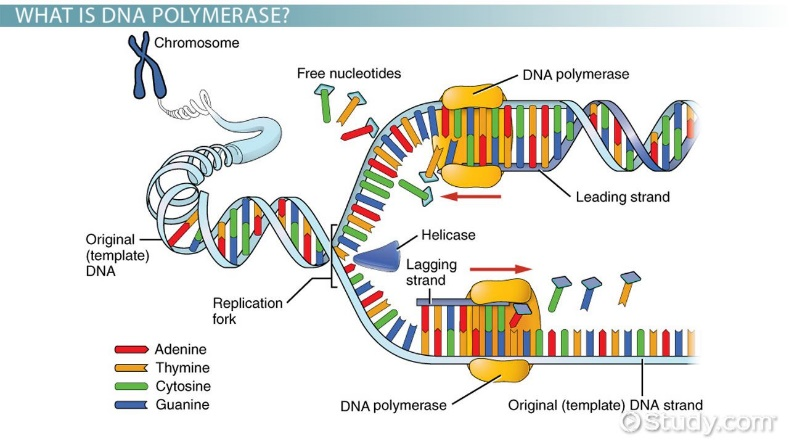 WHAT IS DNA POLYMERASE?
Chromosome
Free nucleotides
DNA polymerase
Leading strand
Helicase
Original
(template)
DNA
Lagging
strand
Replication
fork
Adenine
Thymine
Cytosine
Guanine
DNA polymerase
Original (template) DNA strand
Study.com